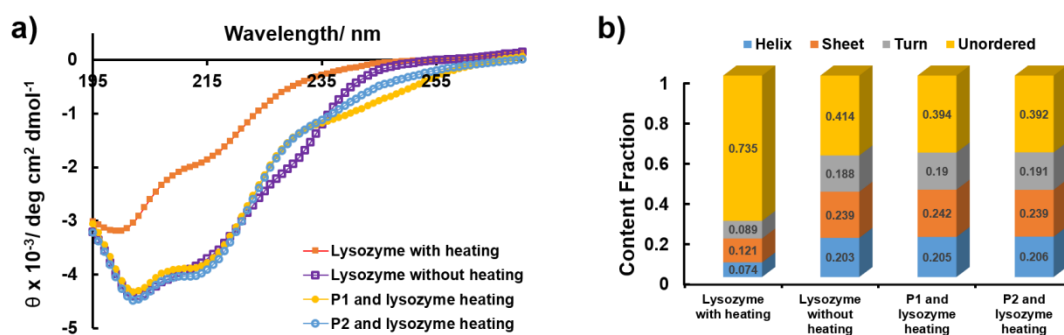 a)
Wavelength/ nm
0
195
215
235
255
-1
-2
-3
-4
-5
θ x 10⁻³/ deg cm² dmol⁻¹
Lysozyme with heating
Lysozyme without heating
P1 and lysozyme heating
P2 and lysozyme heating
b)
Helix Sheet Turn Unordered
Content Fraction
1
0.8
0.6
0.4
0.2
0
0.735
0.089
0.121
0.074
0.414
0.188
0.239
0.203
0.394
0.19
0.242
0.205
0.392
0.191
0.239
0.206
Lysozyme
with heating
Lysozyme
without
heating
P1 and
lysozyme
heating
P2 and
lysozyme
heating